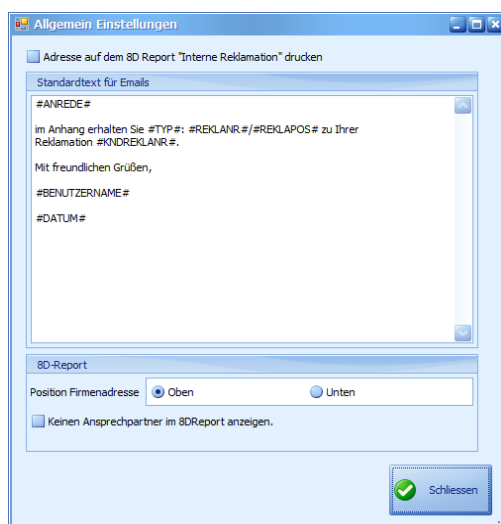 Allgemein Einstellungen
Adresse auf dem 8D Report "Interne Reklamation" drucken
Standardtext für Emails
#ANREDE#
im Anhang erhalten Sie #TYP#: #REKLANR#/#REKLAPOS# zu Ihrer
Reklamation #KNDREKLANR#.
Mit freundlichen Grüßen,
#BENUTZERNAME#
#DATUM#
8D-Report
Position Firmenadresse Oben Unten
Keinen Ansprechpartner im 8DReport anzeigen.
Schliessen